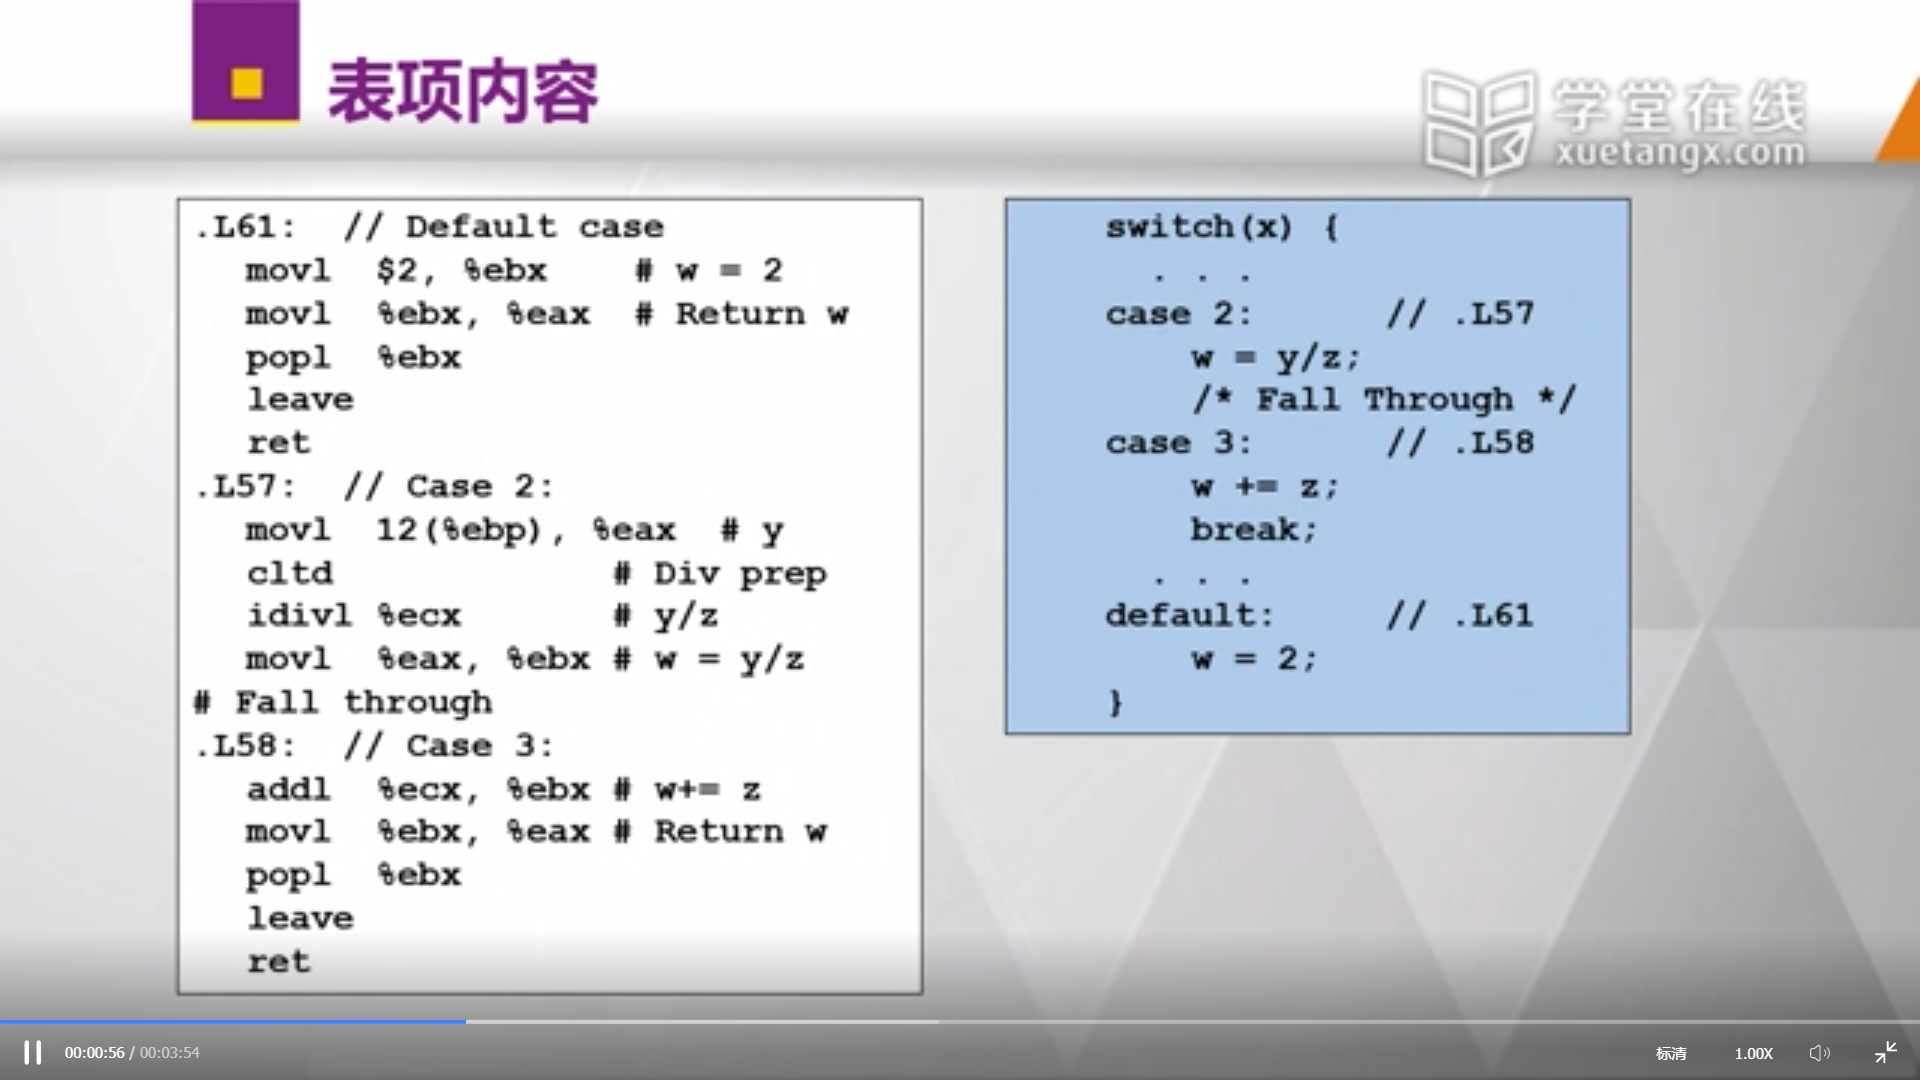 表项内容
学堂在线
xuetangx.com
.L61:  // Default case
movl  $2, %ebx    # w = 2
movl  %ebx, %eax  # Return w
popl  %ebx
leave
ret
.L57:  // Case 2:
movl  12(%ebp), %eax  # y
cltd             # Div prep
idivl %ecx       # y/z
movl  %eax, %ebx # w = y/z
# Fall through
.L58:  // Case 3:
addl  %ecx, %ebx # w+= z
movl  %ebx, %eax # Return w
popl  %ebx
leave
ret
switch(x) {
. . .
case 2:      // .L57
w = y/z;
/* Fall Through */
case 3:      // .L58
w += z;
break;
. . .
default:     // .L61
w = 2;
}
00:00:56 / 00:03:54
标清
1.00X